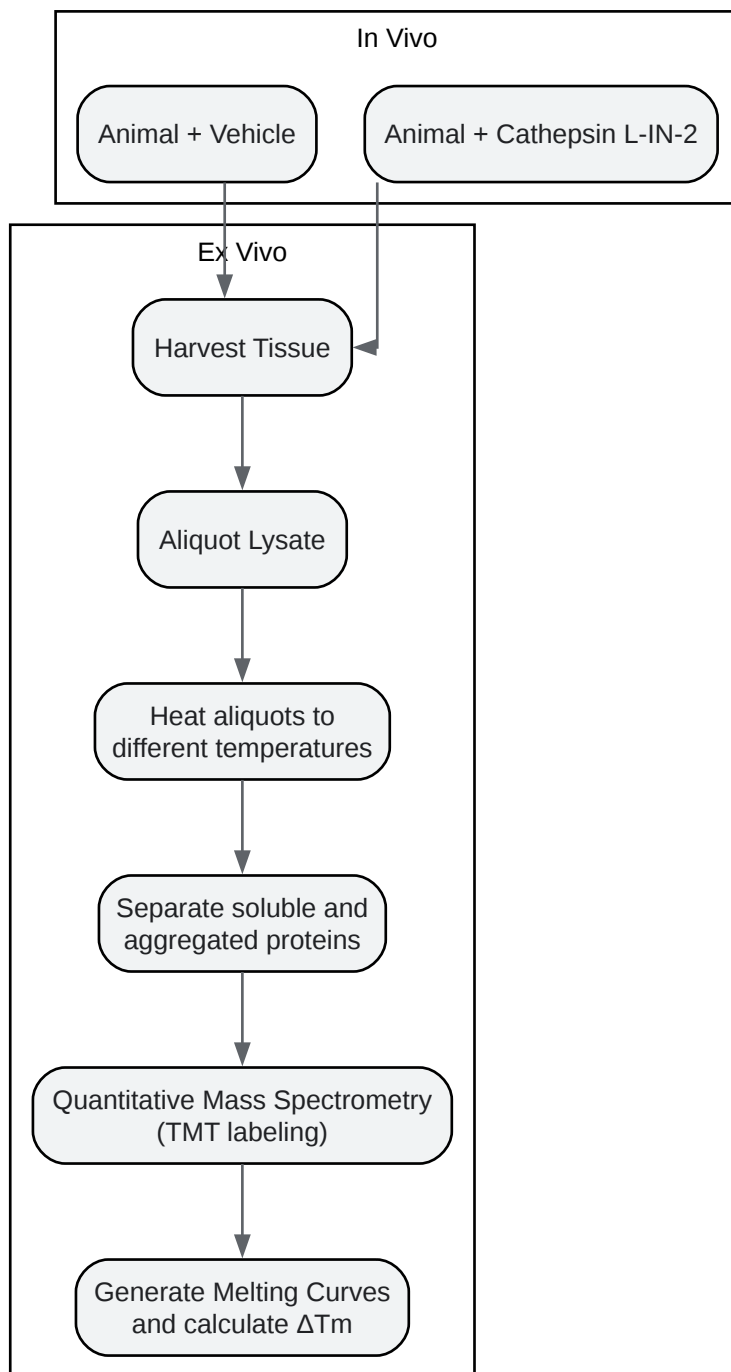 In Vivo
Animal + Vehicle
Animal + Cathepsin L-IN-2
Ex Vivo
Harvest Tissue
Aliquot Lysate
Heat aliquots to
different temperatures
Separate soluble and
aggregated proteins
Quantitative Mass Spectrometry
(TMT labeling)
Generate Melting Curves
and calculate ΔTm